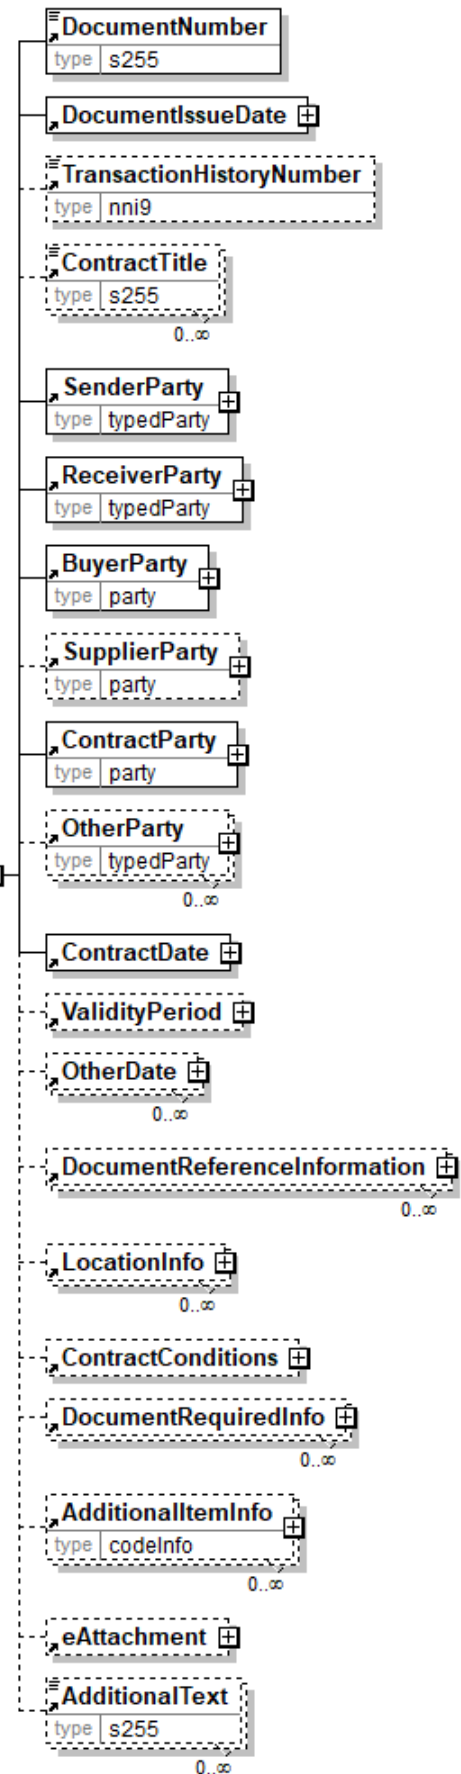 DocumentNumber
type s255
DocumentIssueDate
TransactionHistoryNumber
type nni9
ContractTitle
type s255
0..∞
SenderParty
type typedParty
ReceiverParty
type typedParty
BuyerParty
type party
SupplierParty
type party
ContractParty
type party
OtherParty
type typedParty
0..∞
ContractDate
ValidityPeriod
OtherDate
0..∞
DocumentReferenceInformation
0..∞
LocationInfo
0..∞
ContractConditions
DocumentRequiredInfo
0..∞
AdditionalItemInfo
type codeInfo
0..∞
eAttachment
AdditionalText
type s255
0..∞